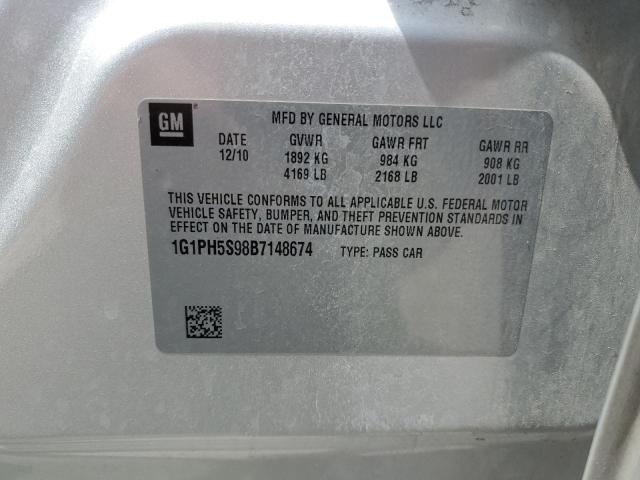 GM
MFD BY GENERAL MOTORS LLC
DATE GVWR GAWR FRT GAWR RR
12/10 1892 KG 984 KG 908 KG
4169 LB 2168 LB 2001 LB
THIS VEHICLE CONFORMS TO ALL APPLICABLE U.S. FEDERAL MOTOR
VEHICLE SAFETY, BUMPER, AND THEFT PREVENTION STANDARDS IN
EFFECT ON THE DATE OF MANUFACTURE SHOWN ABOVE.
1G1PH5S98B7148674 TYPE: PASS CAR